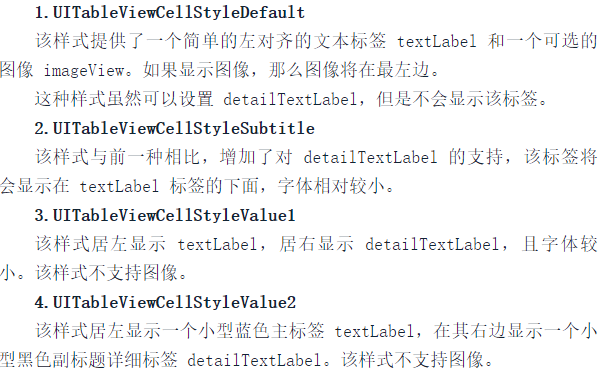 1.UITableViewCellStyleDefault
该样式提供了一个简单的左对齐的文本标签 textLabel 和一个可选的
图像 imageView。如果显示图像，那么图像将在最左边。
这种样式虽然可以设置 detailTextLabel，但是不会显示该标签。
2.UITableViewCellStyleSubtitle
该样式与前一种相比，增加了对 detailTextLabel 的支持，该标签将
会显示在 textLabel 标签的下面，字体相对较小。
3.UITableViewCellStyleValue1
该样式居左显示 textLabel，居右显示 detailTextLabel，且字体较
小。该样式不支持图像。
4.UITableViewCellStyleValue2
该样式居左显示一个小型蓝色主标签 textLabel，在其右边显示一个小
型黑色副标题详细标签 detailTextLabel。该样式不支持图像。